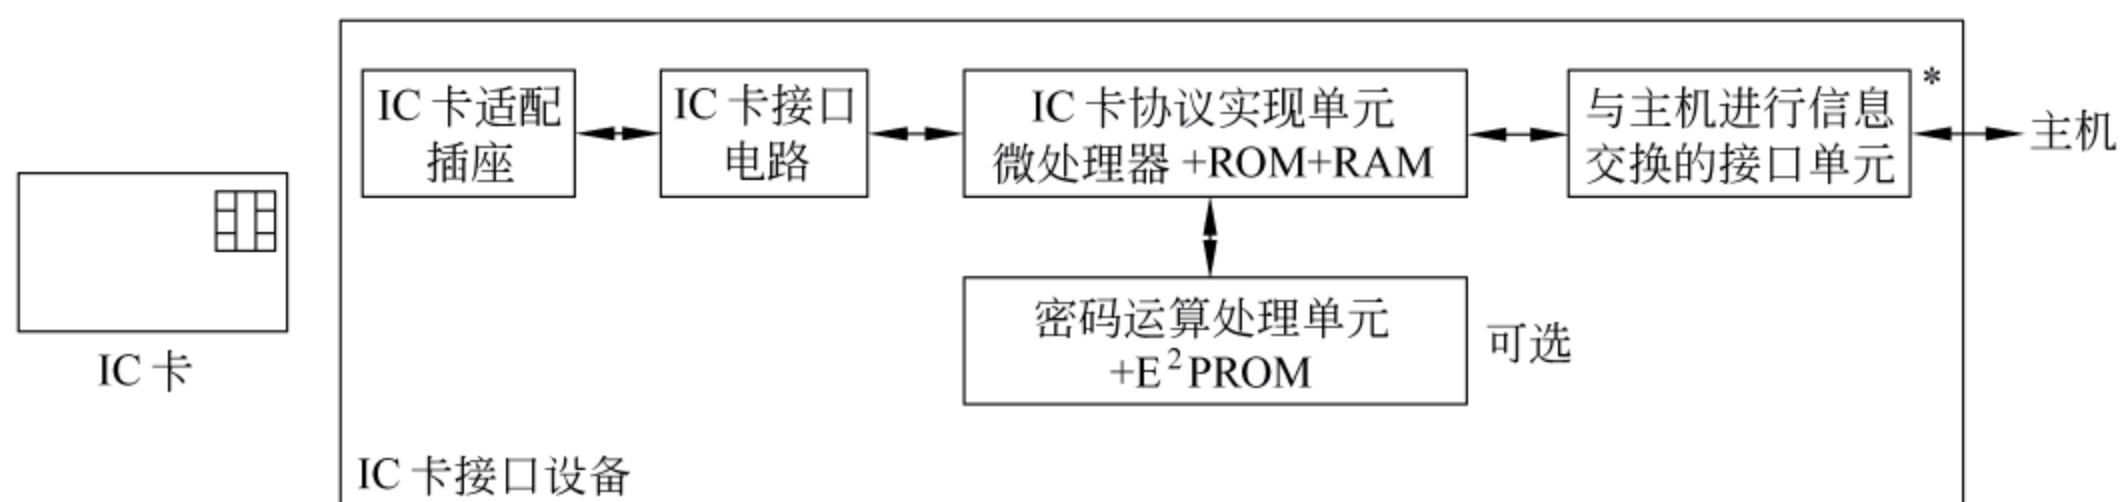 IC 卡适配
插座
IC 卡接口
电路
IC 卡协议实现单元
微处理器 +ROM+RAM
与主机进行信息
交换的接口单元
*
主机
密码运算处理单元
+E²PROM
可选
IC 卡
IC 卡接口设备